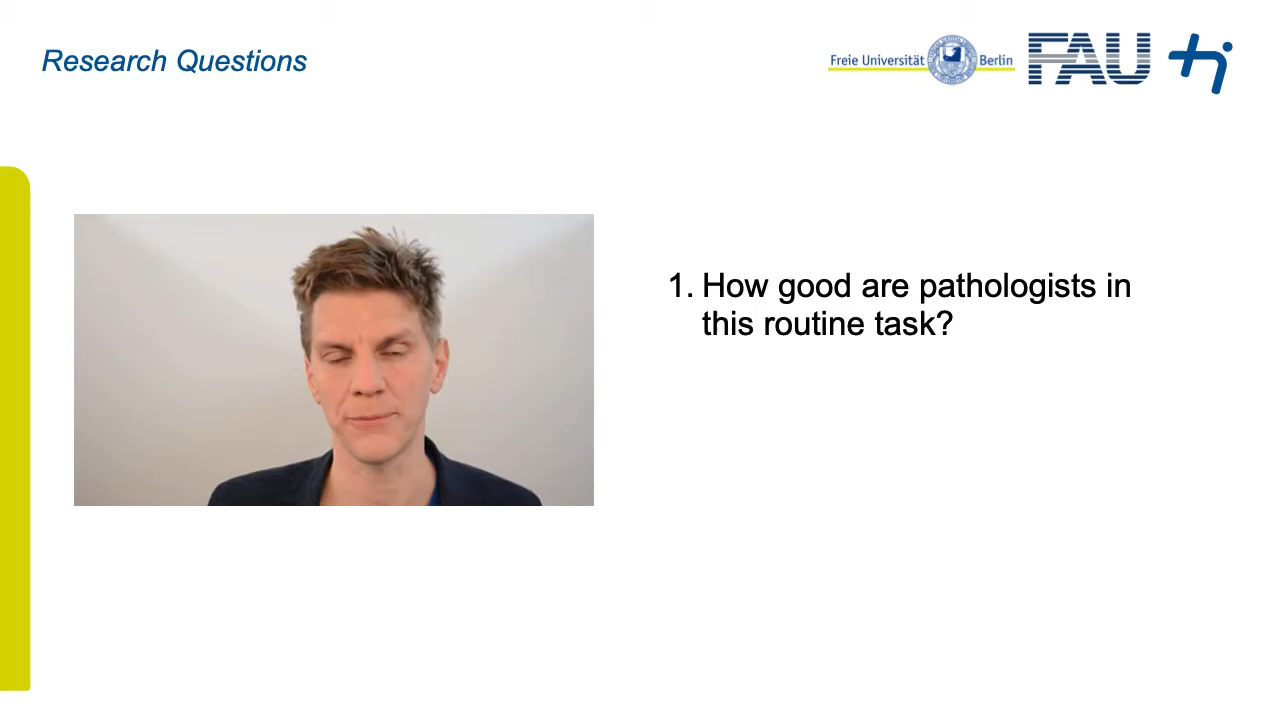 Research Questions
Freie Universität Berlin
FAU
1. How good are pathologists in
this routine task?